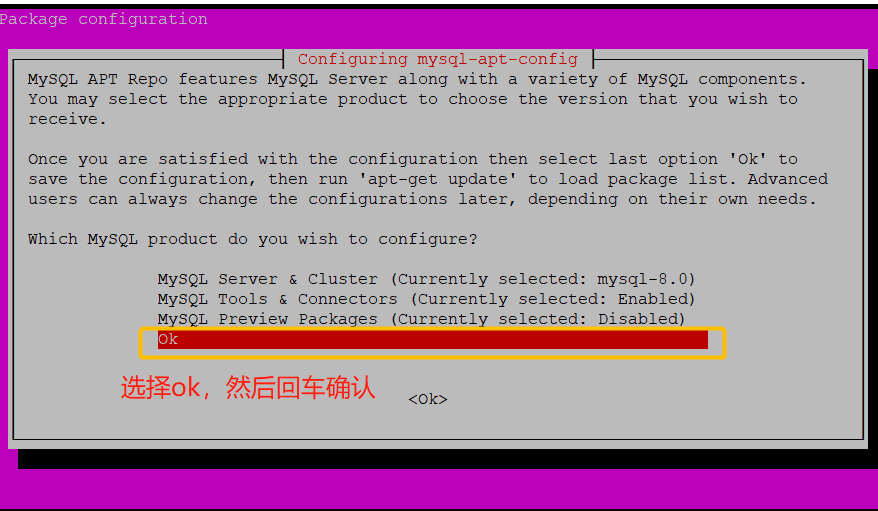 Package configuration
Configuring mysql-apt-config
MySQL APT Repo features MySQL Server along with a variety of MySQL components.
You may select the appropriate product to choose the version that you wish to
receive.
Once you are satisfied with the configuration then select last option 'Ok' to
save the configuration, then run 'apt-get update' to load package list. Advanced
users can always change the configurations later, depending on their own needs.
Which MySQL product do you wish to configure?
MySQL Server & Cluster (Currently selected: mysql-8.0)
MySQL Tools & Connectors (Currently selected: Enabled)
MySQL Preview Packages (Currently selected: Disabled)
Ok
选择ok，然后回车确认
<Ok>